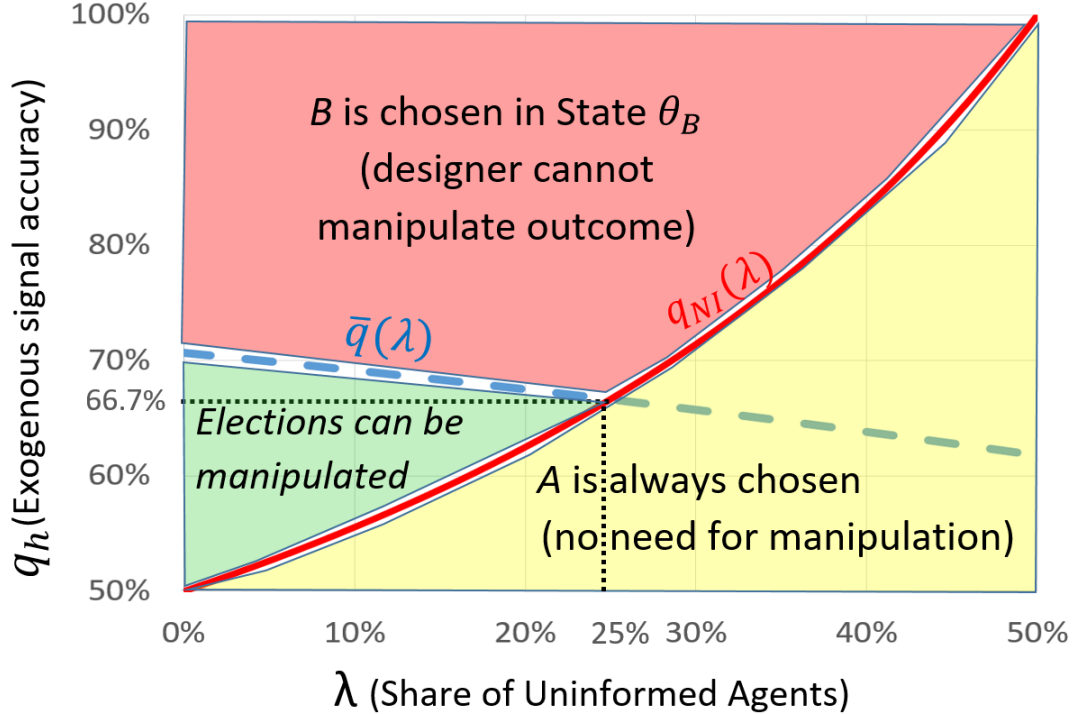 100%
90%
80%
70%
66.7%
60%
50%
q_h (Exogenous signal accuracy)
B is chosen in State θ_B
(designer cannot
manipulate outcome)
q_NI(λ)
q̅(λ)
Elections can be
manipulated
A is always chosen
(no need for manipulation)
0% 10% 20% 25% 30% 40% 50%
λ (Share of Uninformed Agents)